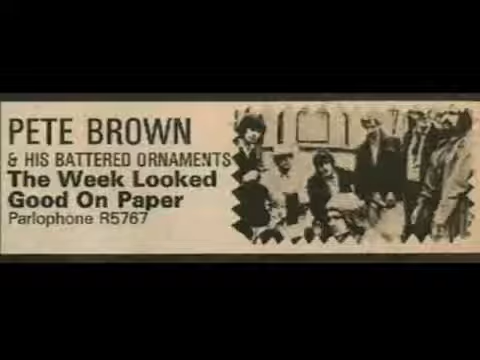 PETE BROWN
& HIS BATTERED ORNAMENTS
The Week Looked
Good On Paper
Parlophone R5767